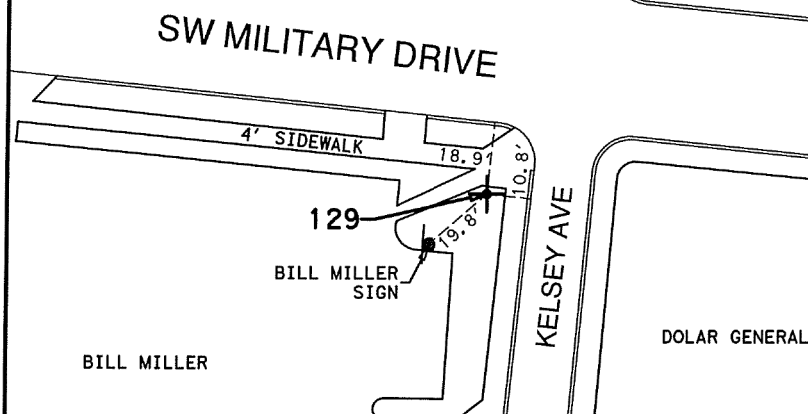 SW MILITARY DRIVE
4' SIDEWALK
18.91
10.8'
129
19.8'
KELSEY AVE
BILL MILLER
SIGN
DOLAR GENERAL
BILL MILLER